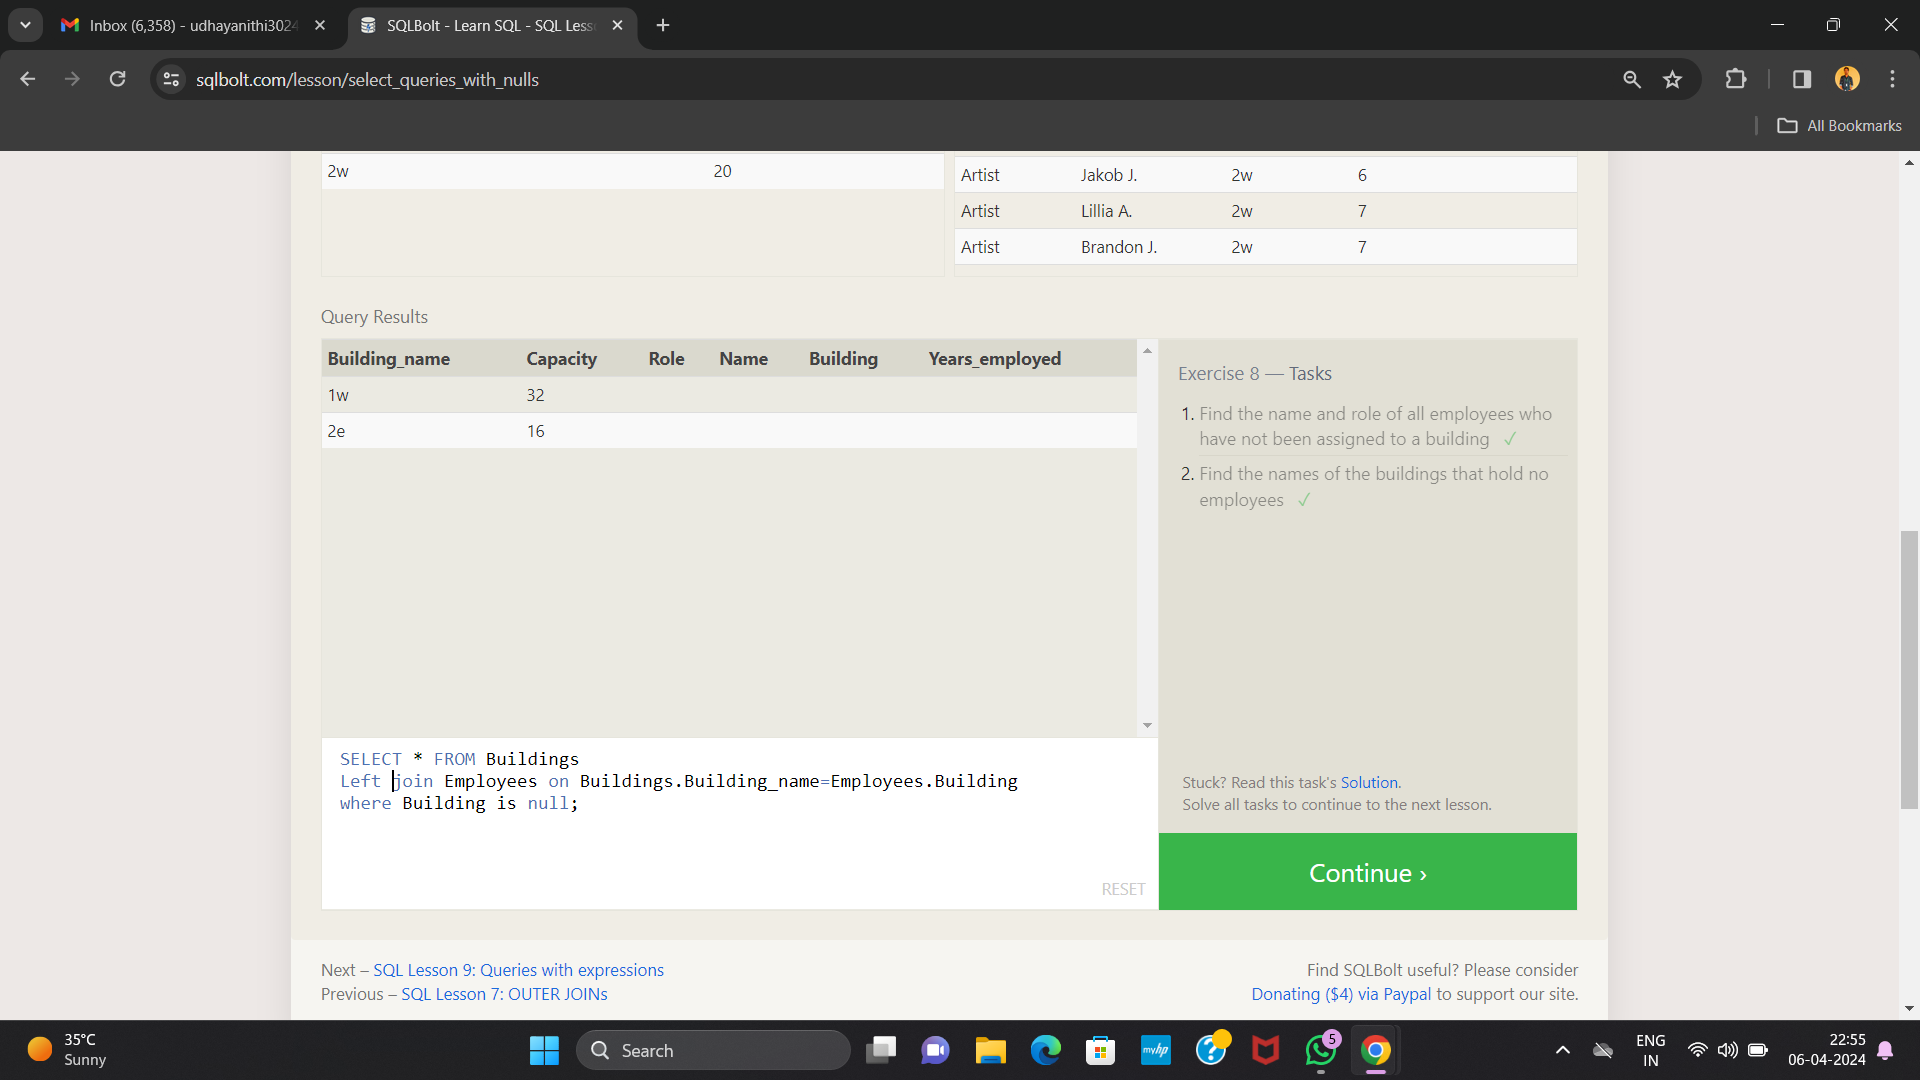 Inbox (6,358) - udhayanithi3024
SQLBolt - Learn SQL - SQL Less
sqlbolt.com/lesson/select_queries_with_nulls
All Bookmarks
2w 20
Artist Jakob J. 2w 6
Artist Lillia A. 2w 7
Artist Brandon J. 2w 7
Query Results
Building_name Capacity Role Name Building Years_employed
1w 32
2e 16
Exercise 8 — Tasks
1. Find the name and role of all employees who
have not been assigned to a building ✓
2. Find the names of the buildings that hold no
employees ✓
SELECT * FROM Buildings
Left join Employees on Buildings.Building_name=Employees.Building
where Building is null;
RESET
Stuck? Read this task's Solution.
Solve all tasks to continue to the next lesson.
Continue ›
Next – SQL Lesson 9: Queries with expressions
Previous – SQL Lesson 7: OUTER JOINs
Find SQLBolt useful? Please consider
Donating ($4) via Paypal to support our site.
35°C
Sunny
Search
myhp
5
ENG
IN
22:55
06-04-2024